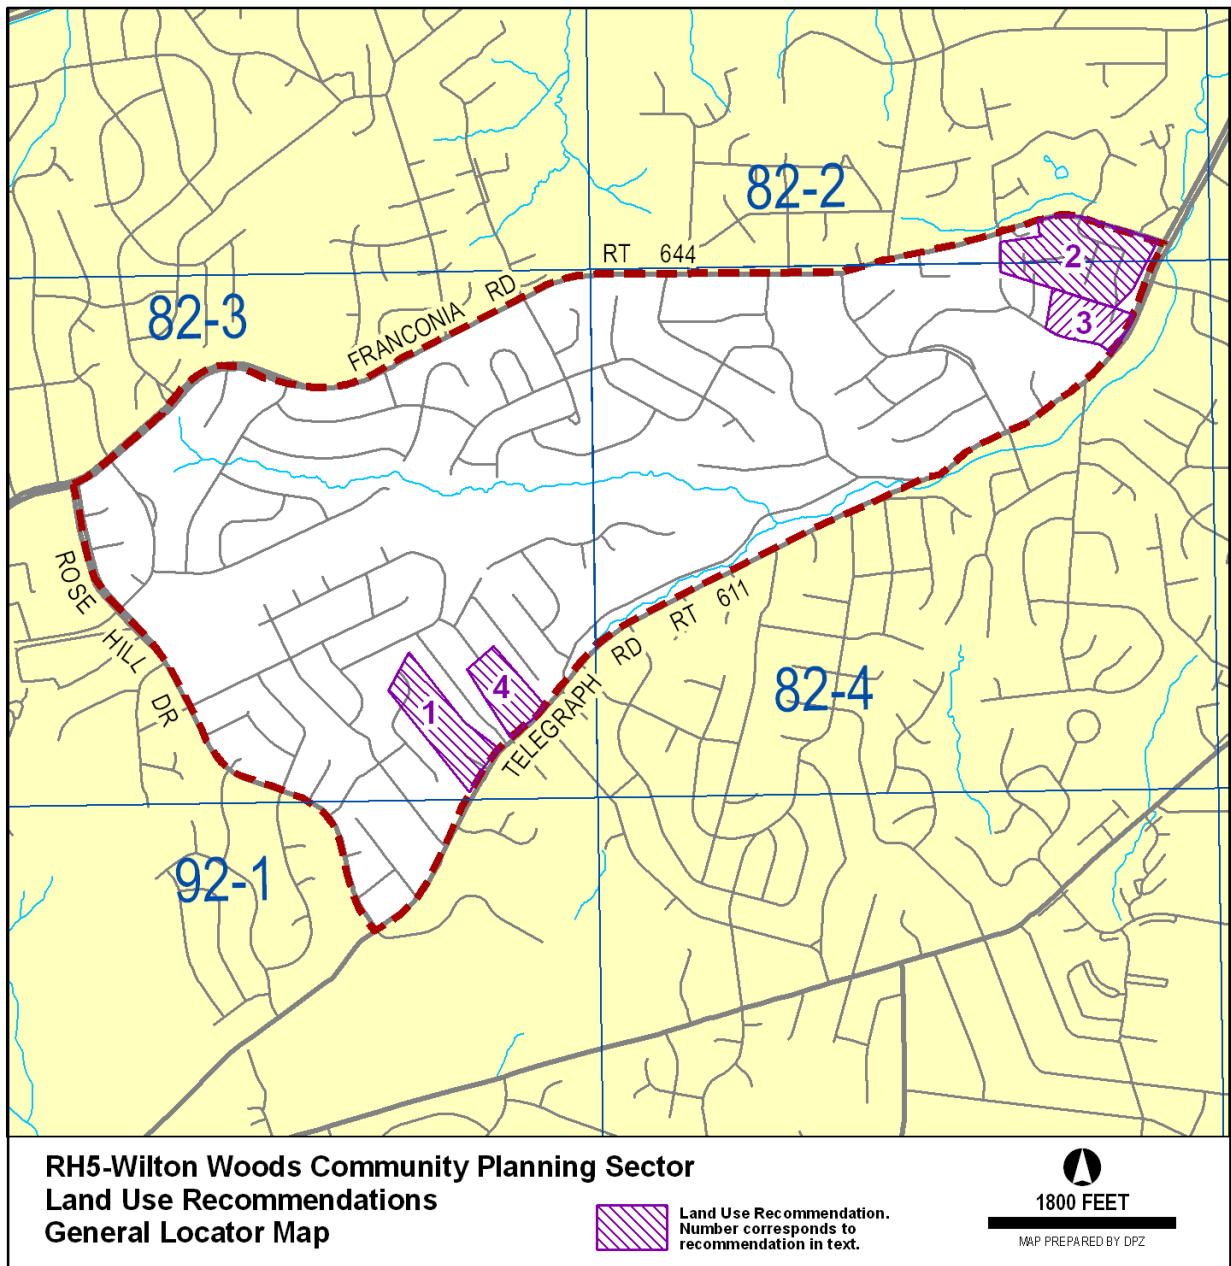 82-2
RT 644
2
82-3
FRANCONIA RD
3
ROSE HILL DR
RT 611
TELEGRAPH RD
4
1
82-4
92-1
RH5-Wilton Woods Community Planning Sector
Land Use Recommendations
General Locator Map
Land Use Recommendation.
Number corresponds to
recommendation in text.
1800 FEET
MAP PREPARED BY DPZ